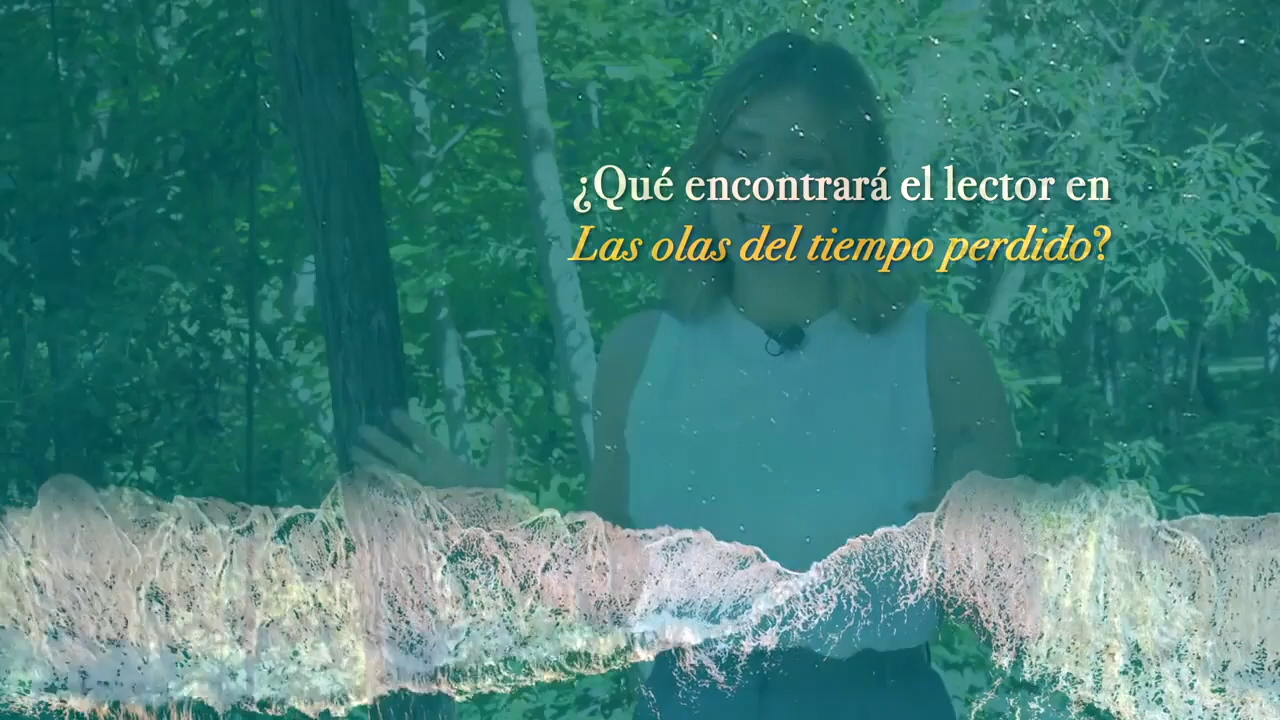 ¿Qué encontrará el lector en
Las olas del tiempo perdido?